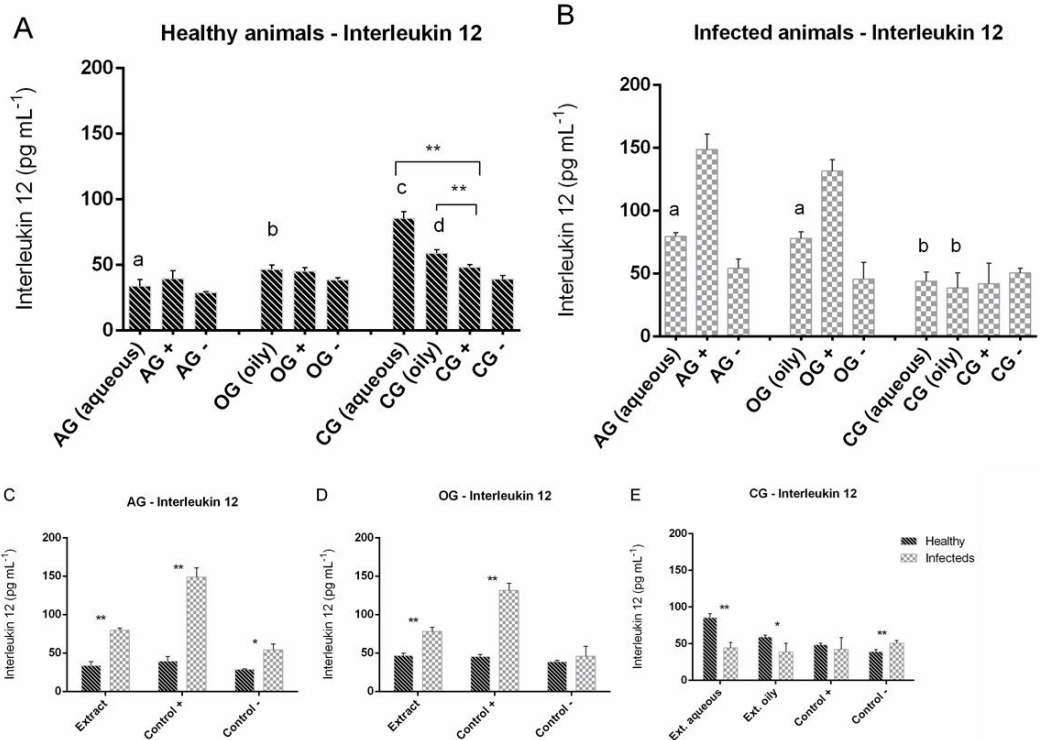 A
Healthy animals - Interleukin 12
Interleukin 12 (pg mL-1)
200
150
100
50
0
**
c
**
d
b
a
AG (aqueous)
AG +
AG -
OG (oily)
OG +
OG -
CG (aqueous)
CG (oily)
CG +
CG -
B
Infected animals - Interleukin 12
Interleukin 12 (pg mL-1)
200
150
100
50
0
a
a
b
b
AG (aqueous)
AG +
AG -
OG (oily)
OG +
OG -
CG (aqueous)
CG (oily)
CG +
CG -
C
AG - Interleukin 12
Interleukin 12 (pg mL-1)
200
150
100
50
0
**
**
*
Extract
Control +
Control -
D
OG - Interleukin 12
Interleukin 12 (pg mL-1)
200
150
100
50
0
**
**
Extract
Control +
Control -
E
CG - Interleukin 12
Interleukin 12 (pg mL-1)
200
150
100
50
0
Healthy
Infecteds
**
*
**
Ext. aqueous
Ext. oily
Control +
Control -